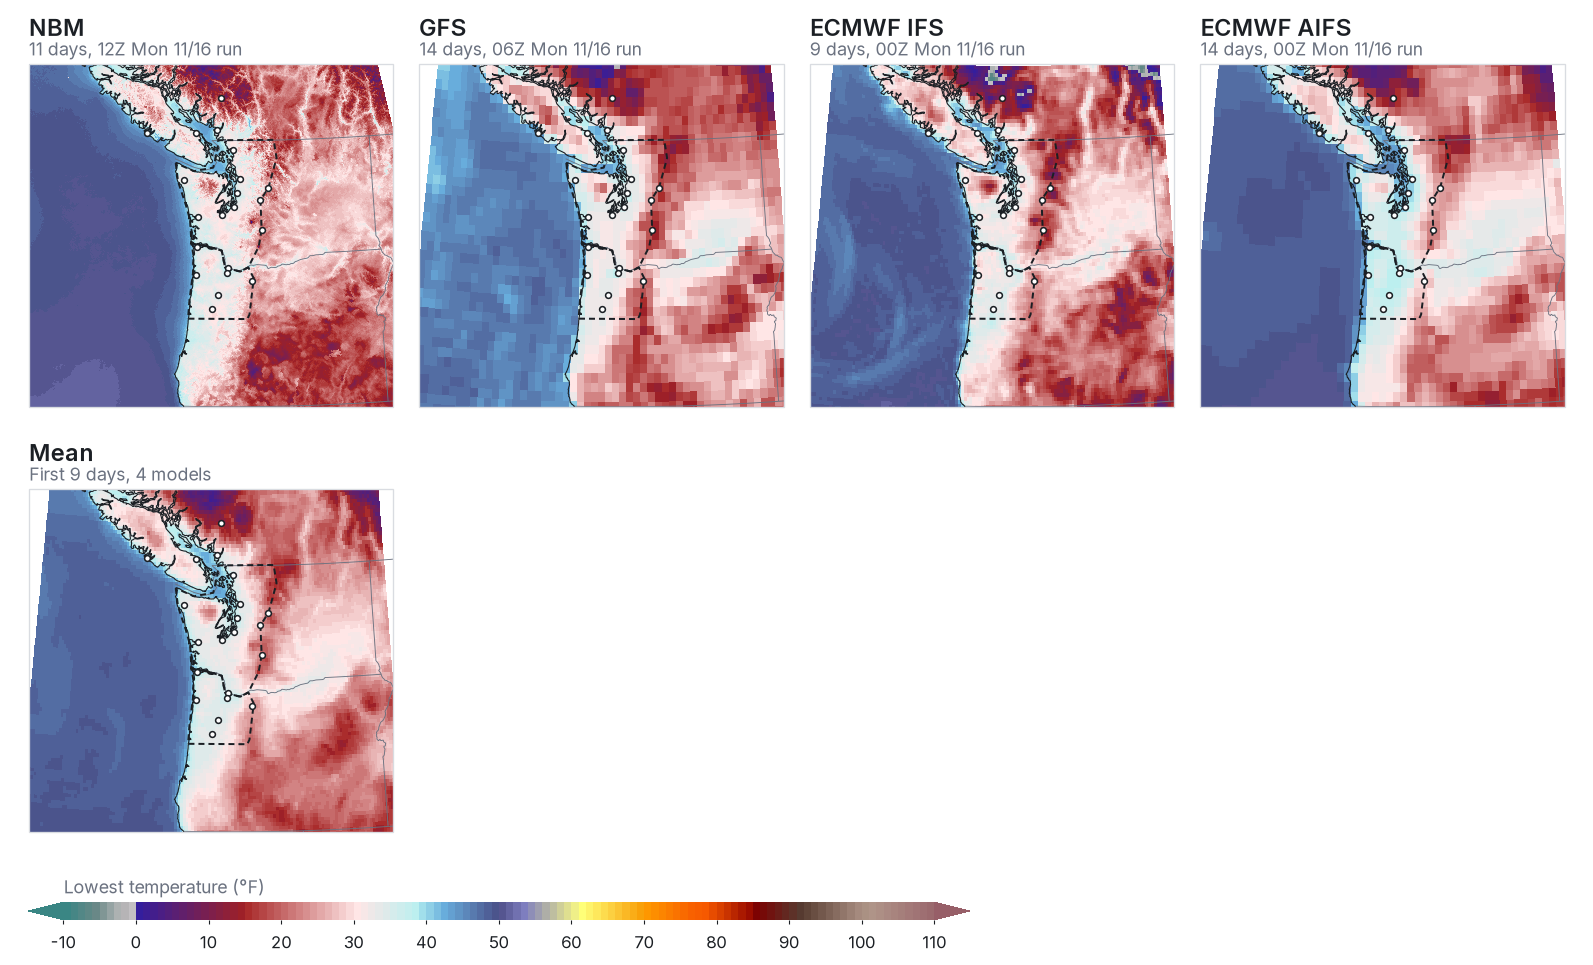 NBM
11 days, 12Z Mon 11/16 run
GFS
14 days, 06Z Mon 11/16 run
ECMWF IFS
9 days, 00Z Mon 11/16 run
ECMWF AIFS
14 days, 00Z Mon 11/16 run
Mean
First 9 days, 4 models
Lowest temperature (°F)
-10 0 10 20 30 40 50 60 70 80 90 100 110